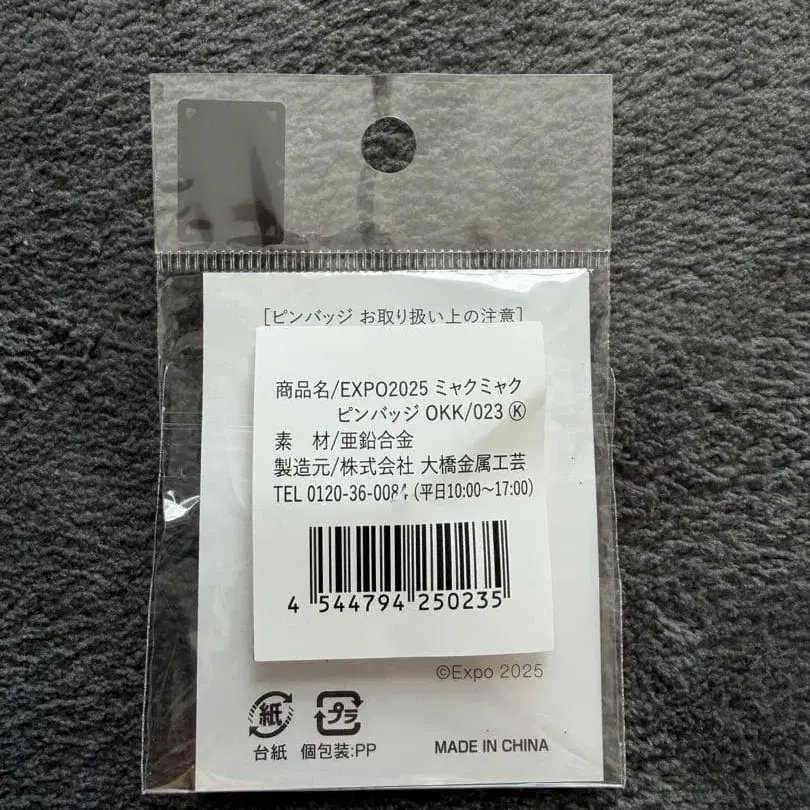 [ピンバッジ お取り扱い上の注意]
商品名/EXPO2025 ミャクミャク
ピンバッジ OKK/023 Ⓚ
素　材/亜鉛合金
製造元/株式会社 大橋金属工芸
TEL 0120-36-0084 (平日10:00～17:00)
4 544794 250235
©Expo 2025
紙 プラ
台紙 個包装:PP
MADE IN CHINA